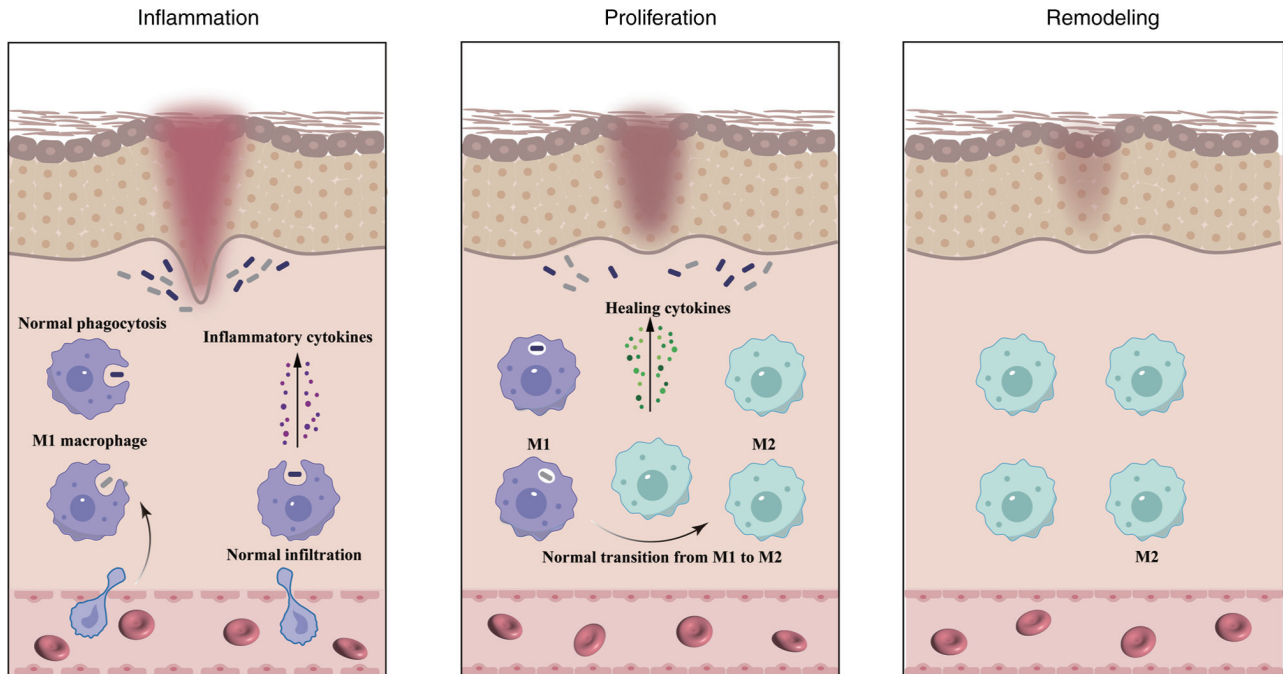 Inflammation
Normal phagocytosis
Inflammatory cytokines
M1 macrophage
Normal infiltration
Proliferation
Healing cytokines
M1
M2
Normal transition from M1 to M2
Remodeling
M2